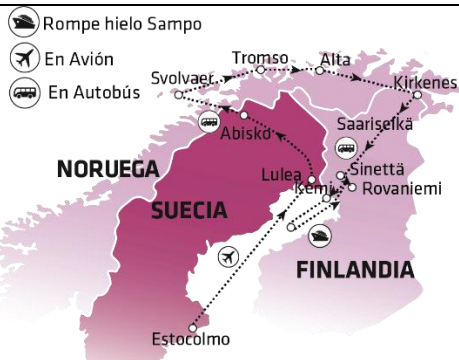 Rompe hielo Sampo
En Avión
En Autobús
Tromso
Alta
Svolvaer
Kirkenes
Abisko
Saariselkä
NORUEGA
Lulea
Kemi
Sinettä
Rovaniemi
SUECIA
FINLANDIA
Estocolmo